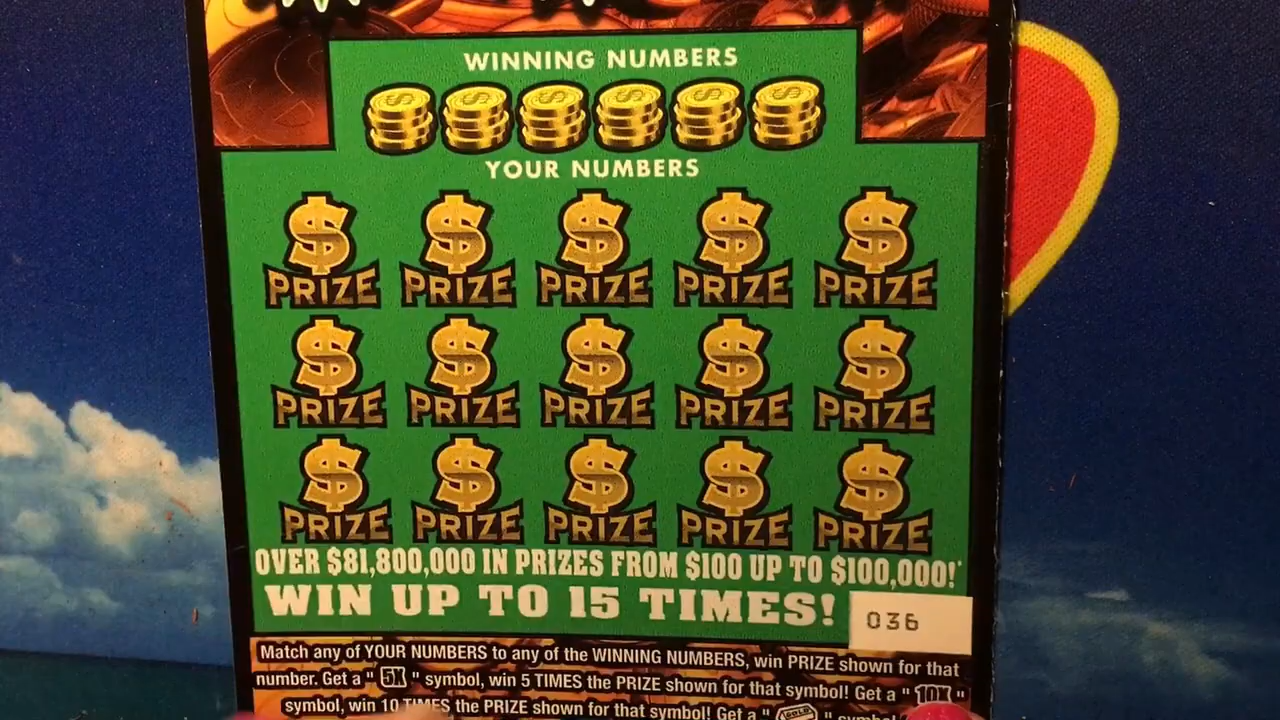 WINNING NUMBERS
YOUR NUMBERS
$ $ $ $ $
PRIZE PRIZE PRIZE PRIZE PRIZE
$ $ $ $ $
PRIZE PRIZE PRIZE PRIZE PRIZE
$ $ $ $ $
PRIZE PRIZE PRIZE PRIZE PRIZE
OVER $81,800,000 IN PRIZES FROM $100 UP TO $100,000!*
WIN UP TO 15 TIMES!
036
Match any of YOUR NUMBERS to any of the WINNING NUMBERS, win PRIZE shown for that
number. Get a " 5X " symbol, win 5 TIMES the PRIZE shown for that symbol! Get a " 10X "
symbol, win 10 TIMES the PRIZE shown for that symbol! Get a " GOLD " symbol